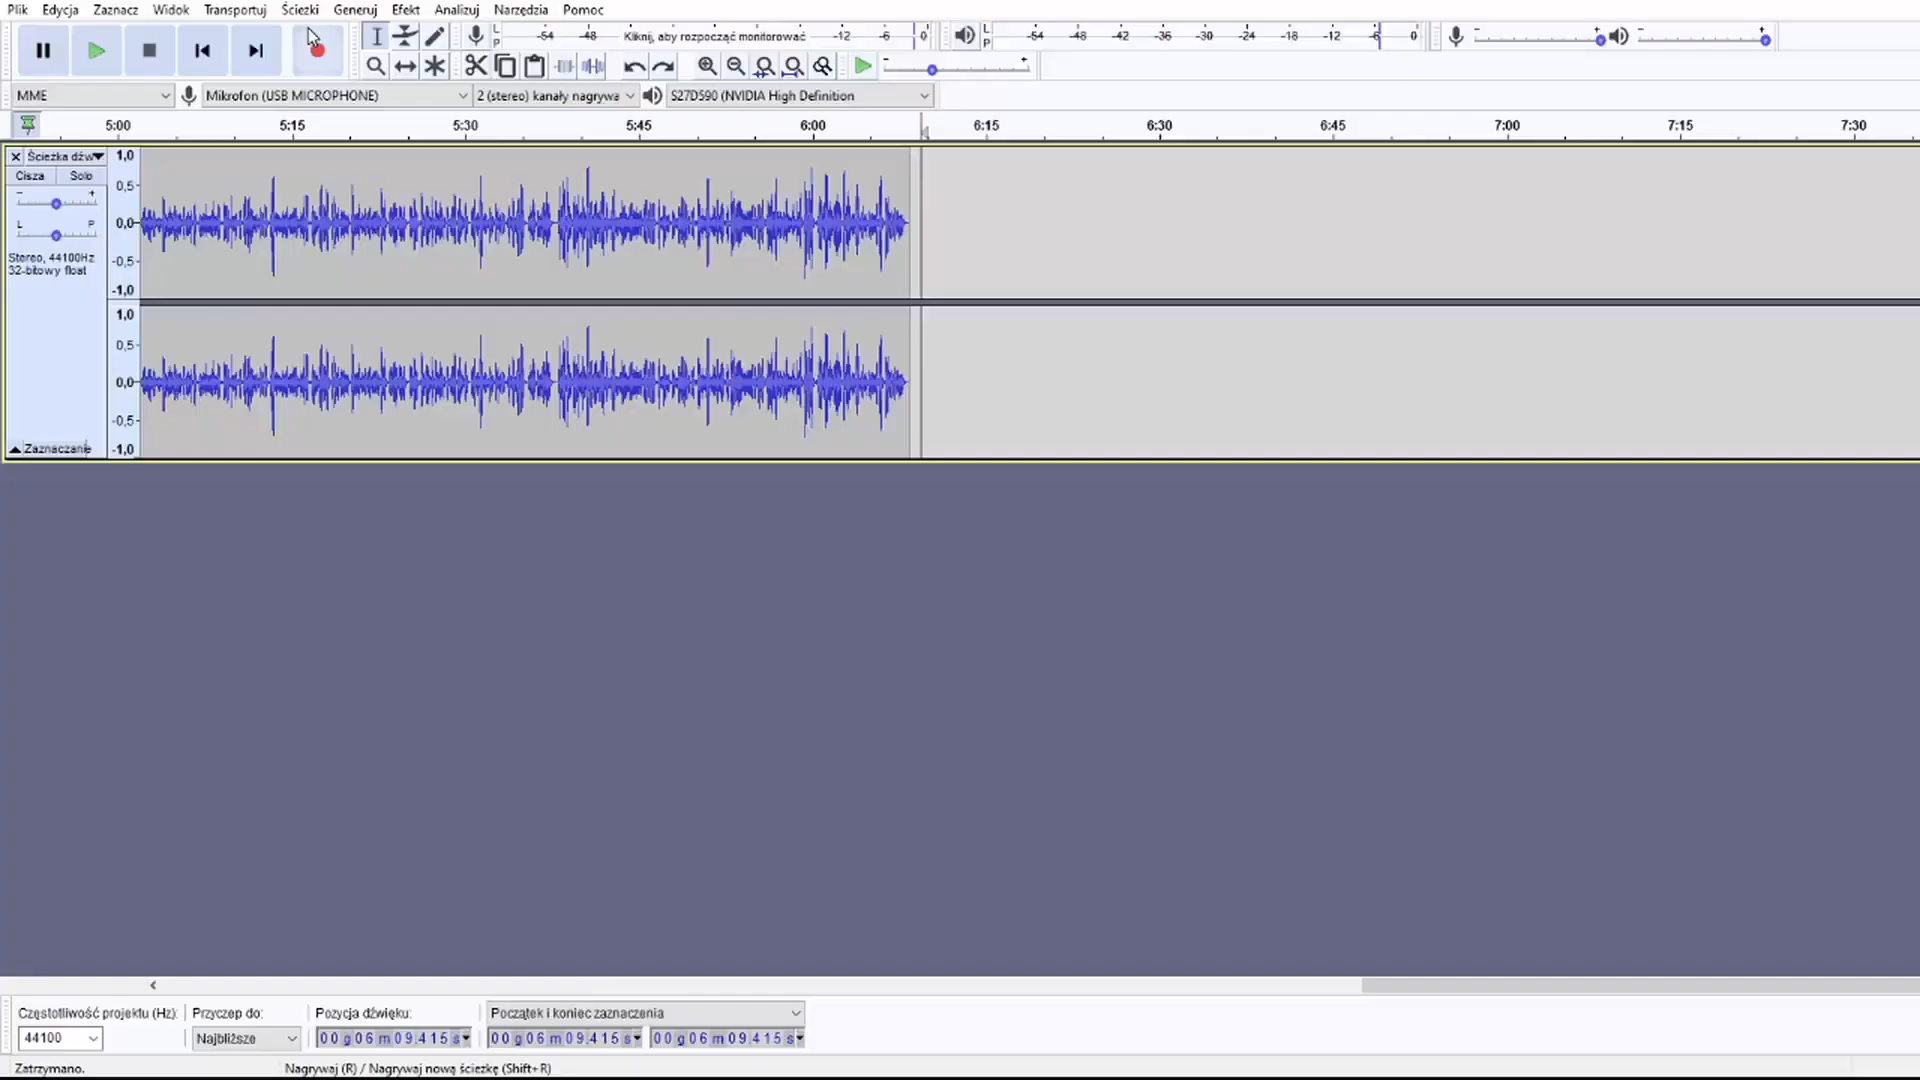 Plik Edycja Zaznacz Widok Transportuj Ścieżki Generuj Efekt Analizuj Narzędzia Pomoc
L
P
-54 -48 Kliknij, aby rozpocząć monitorować -12 -6 0
L
P
-54 -48 -42 -36 -30 -24 -18 -12 -6 0
- +
- +
- +
MME Mikrofon (USB MICROPHONE) 2 (stereo) kanały nagrywa S27D590 (NVIDIA High Definition
5:00 5:15 5:30 5:45 6:00 6:15 6:30 6:45 7:00 7:15 7:30
Ścieżka dźw
Cisza Solo
- +
L P
Stereo, 44100Hz
32-bitowy float
Zaznaczanie
1,0
0,5
0,0
-0,5
-1,0
1,0
0,5
0,0
-0,5
-1,0
Częstotliwość projektu (Hz): Przyczep do: Pozycja dźwięku: Początek i koniec zaznaczenia
44100 Najbliższe 00 g 06 m 09.415 s 00 g 06 m 09.415 s 00 g 06 m 09.415 s
Zatrzymano. Nagrywaj (R) / Nagrywaj nową ścieżkę (Shift+R)